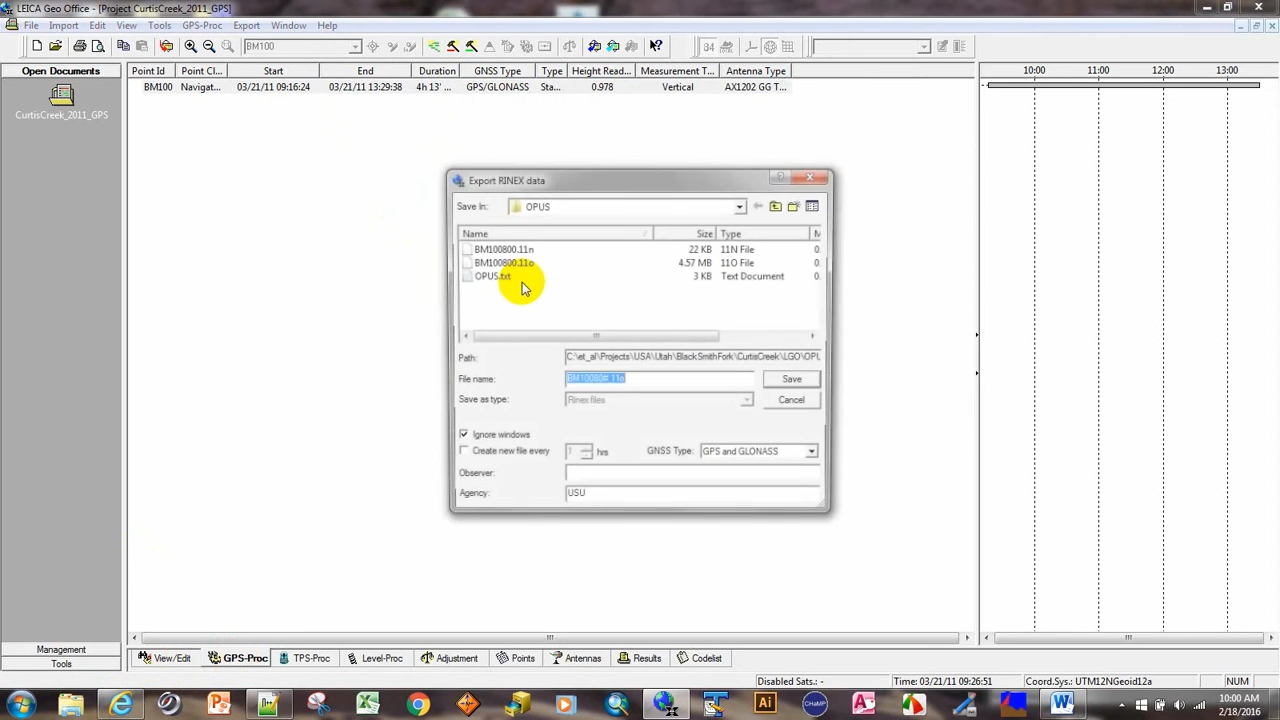 LEICA Geo Office - [Project CurtisCreek_2011_GPS]
File Import Edit View Tools GPS-Proc Export Window Help
BM100
34
Open Documents
Point Id Point Cl... Start End Duration GNSS Type Type Height Read... Measurement T... Antenna Type
10:00 11:00 12:00 13:00
BM100 Navigat... 03/21/11 09:16:24 03/21/11 13:29:38 4h 13' ... GPS/GLONASS Sta... 0.978 Vertical AX1202 GG T...
CurtisCreek_2011_GPS
Export RINEX data
Save In: OPUS
Name Size Type M
BM100800.11n 22 KB 11N File 0.
BM100800.11o 4.57 MB 11O File 0.
OPUS.txt 3 KB Text Document 0.
Path: C:\et_al\Projects\USA\Utah\BlackSmithFork\CurtisCreek\LGO\OPU,
File name: Save
Save as type: Rinex files Cancel
Ignore windows
Create new file every 1 hrs GNSS Type: GPS and GLONASS
Observer:
Agency: USU
Management
Tools
View/Edit GPS-Proc TPS-Proc Level-Proc Adjustment Points Antennas Results Codelist
Disabled Sats.: - Time: 03/21/11 09:26:51 Coord.Sys.: UTM12NGeoid12a NUM
10:00 AM
2/18/2016